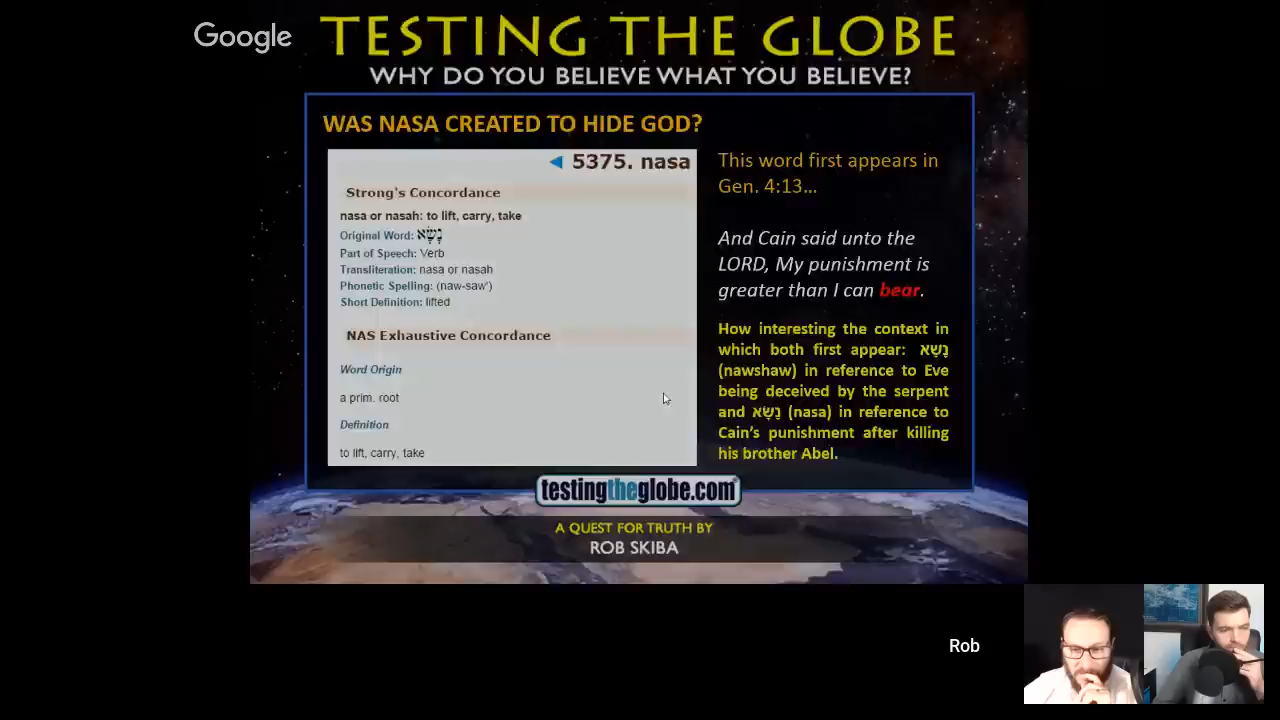 Google
TESTING THE GLOBE
WHY DO YOU BELIEVE WHAT YOU BELIEVE?
WAS NASA CREATED TO HIDE GOD?
◄ 5375. nasa
Strong's Concordance
nasa or nasah: to lift, carry, take
Original Word: נָשָׂא
Part of Speech: Verb
Transliteration: nasa or nasah
Phonetic Spelling: (naw-saw')
Short Definition: lifted
NAS Exhaustive Concordance
Word Origin
a prim. root
Definition
to lift, carry, take
This word first appears in
Gen. 4:13...
And Cain said unto the
LORD, My punishment is
greater than I can bear.
How interesting the context in
which both first appear: נָשָׁא
(nawshaw) in reference to Eve
being deceived by the serpent
and נָשָׂא (nasa) in reference to
Cain's punishment after killing
his brother Abel.
testingtheglobe.com
A QUEST FOR TRUTH BY
ROB SKIBA
Rob